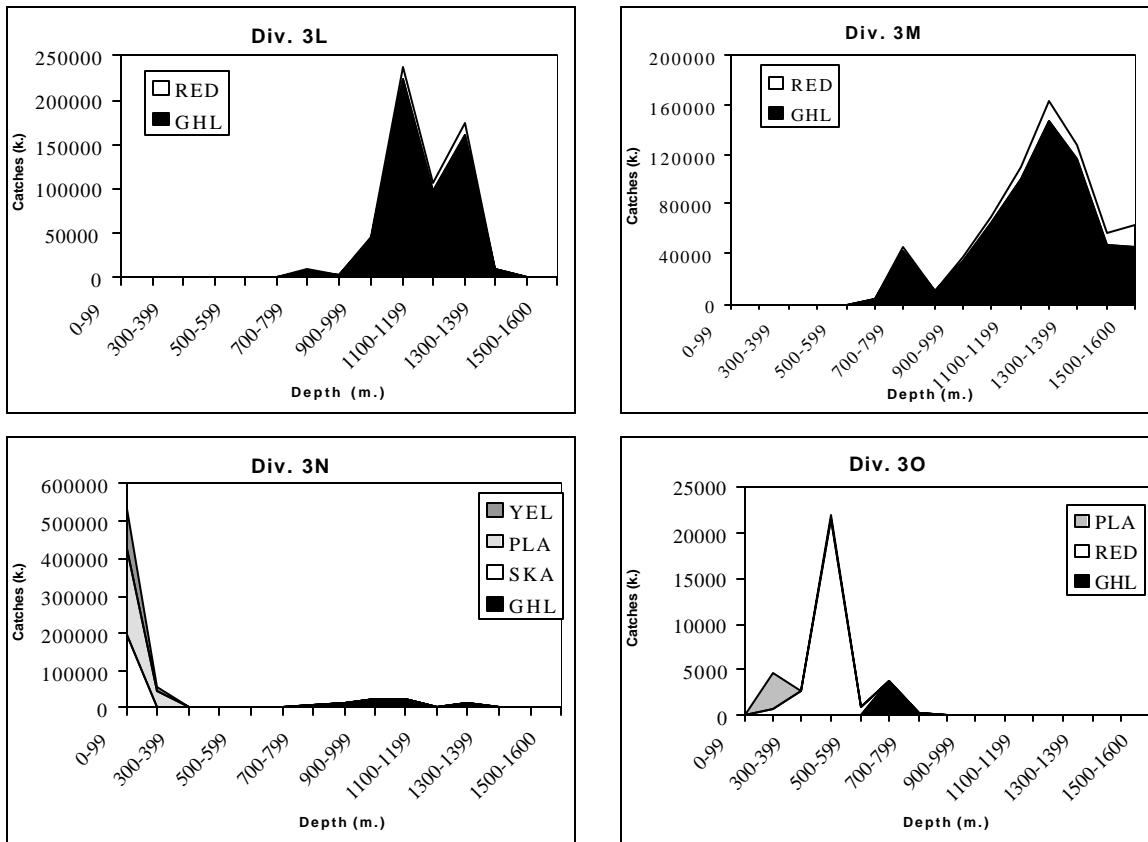 Div. 3L
250000
200000
150000
100000
50000
0
Catches (k.)
RED
GHL
0-99
300-399
500-599
700-799
900-999
1100-1199
1300-1399
1500-1600
Depth (m.)
Div. 3M
200000
160000
120000
80000
40000
0
Catches (k.)
RED
GHL
0-99
300-399
500-599
700-799
900-999
1100-1199
1300-1399
1500-1600
Depth (m.)
Div. 3N
600000
500000
400000
300000
200000
100000
0
Catches (k.)
YEL
PLA
SKA
GHL
0-99
300-399
500-599
700-799
900-999
1100-1199
1300-1399
1500-1600
Depth (m.)
Div. 3O
25000
20000
15000
10000
5000
0
Catches (k.)
PLA
RED
GHL
0-99
300-399
500-599
700-799
900-999
1100-1199
1300-1399
1500-1600
Depth (m.)